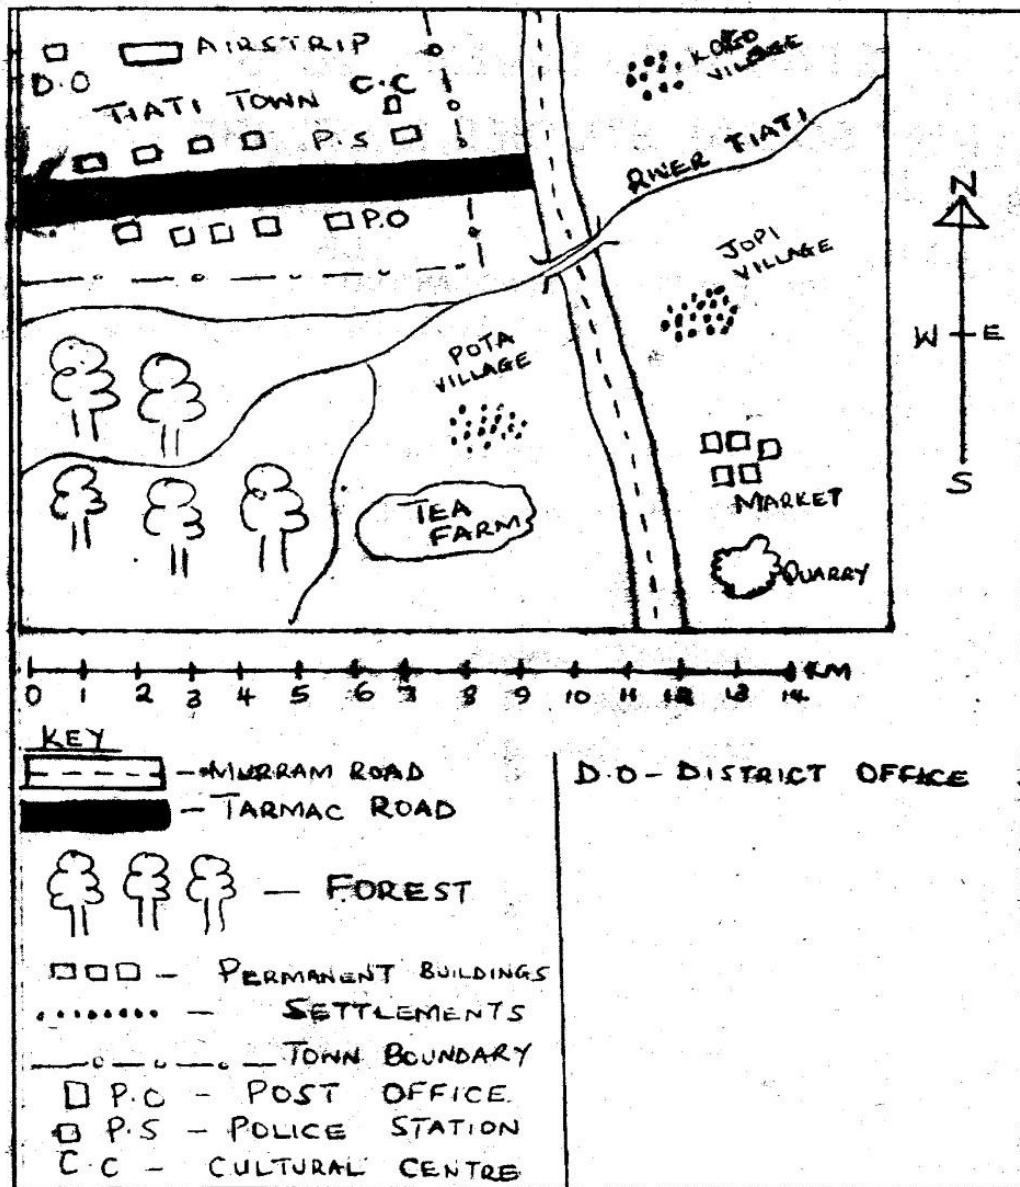 AIRSTRIP
D.O
C.C
TIATI TOWN
P.S
P.O
KOKO
VILLAGE
RIVER TIATI
JOPI
VILLAGE
POTA
VILLAGE
TEA
FARM
MARKET
QUARRY
N
W E
S
0 1 2 3 4 5 6 7 8 9 10 11 12 13 14 KM
KEY
- MURRAM ROAD
- TARMAC ROAD
- FOREST
- PERMANENT BUILDINGS
- SETTLEMENTS
TOWN BOUNDARY
P.O - POST OFFICE
P.S - POLICE STATION
C.C - CULTURAL CENTRE
D.O - DISTRICT OFFICE